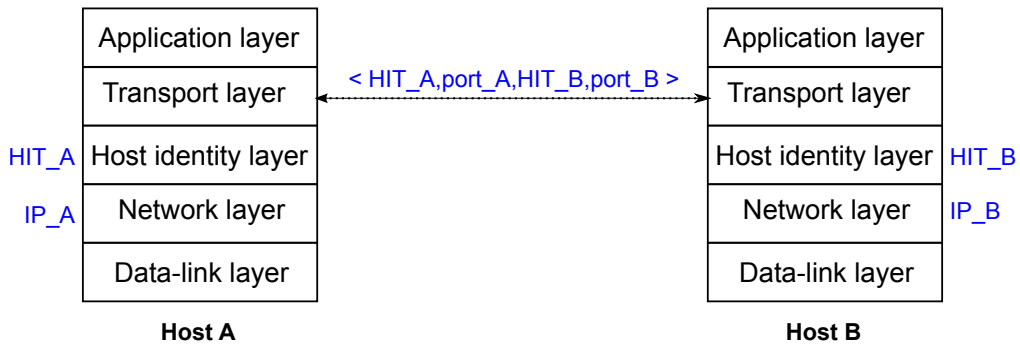 Application layer
Transport layer
HIT_A
Host identity layer
IP_A
Network layer
Data-link layer
Host A
< HIT_A,port_A,HIT_B,port_B >
Application layer
Transport layer
Host identity layer
HIT_B
Network layer
IP_B
Data-link layer
Host B